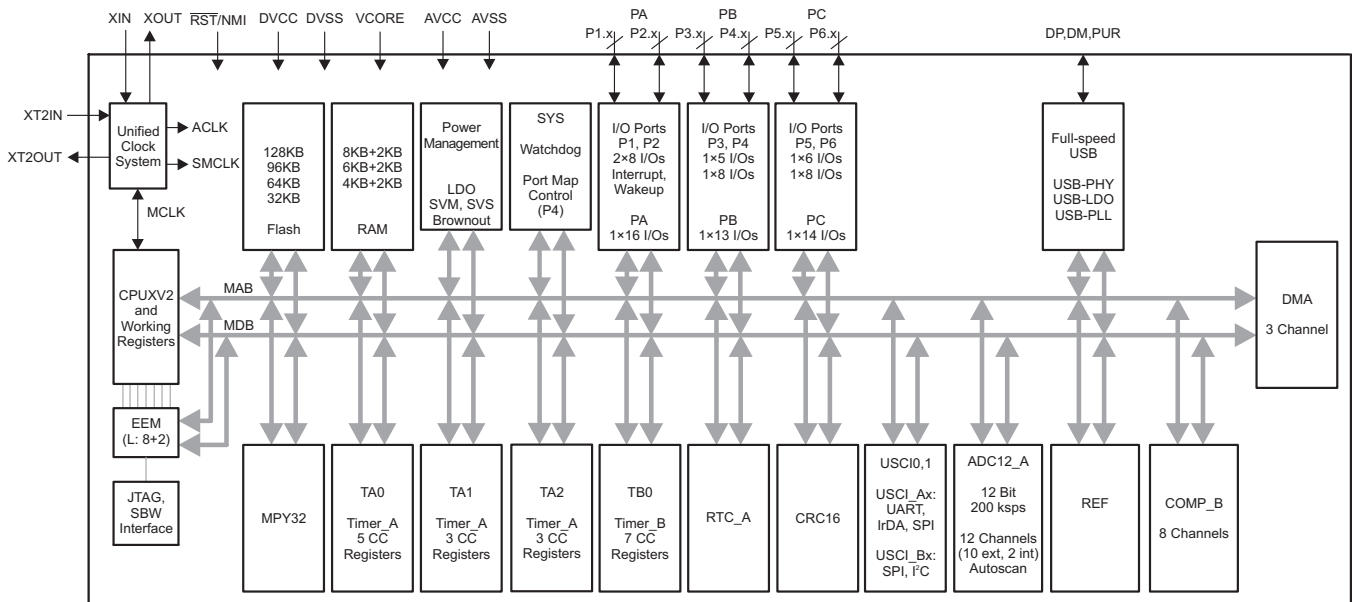 XIN
XOUT
RST/NMI
DVCC
DVSS
VCORE
AVCC
AVSS
PA
P1.x
P2.x
PB
P3.x
P4.x
PC
P5.x
P6.x
DP,DM,PUR
XT2IN
XT2OUT
Unified
Clock
System
ACLK
SMCLK
MCLK
128KB
96KB
64KB
32KB
Flash
8KB+2KB
6KB+2KB
4KB+2KB
RAM
Power
Management
LDO
SVM, SVS
Brownout
SYS
Watchdog
Port Map
Control
(P4)
I/O Ports
P1, P2
2×8 I/Os
Interrupt,
Wakeup
PA
1×16 I/Os
I/O Ports
P3, P4
1×5 I/Os
1×8 I/Os
PB
1×13 I/Os
I/O Ports
P5, P6
1×6 I/Os
1×8 I/Os
PC
1×14 I/Os
Full-speed
USB
USB-PHY
USB-LDO
USB-PLL
CPUXV2
and
Working
Registers
MAB
MDB
DMA
3 Channel
EEM
(L: 8+2)
JTAG,
SBW
Interface
MPY32
TA0
Timer_A
5 CC
Registers
TA1
Timer_A
3 CC
Registers
TA2
Timer_A
3 CC
Registers
TB0
Timer_B
7 CC
Registers
RTC_A
CRC16
USCI0,1
USCI_Ax:
UART,
IrDA, SPI
USCI_Bx:
SPI, I²C
ADC12_A
12 Bit
200 ksps
12 Channels
(10 ext, 2 int)
Autoscan
REF
COMP_B
8 Channels